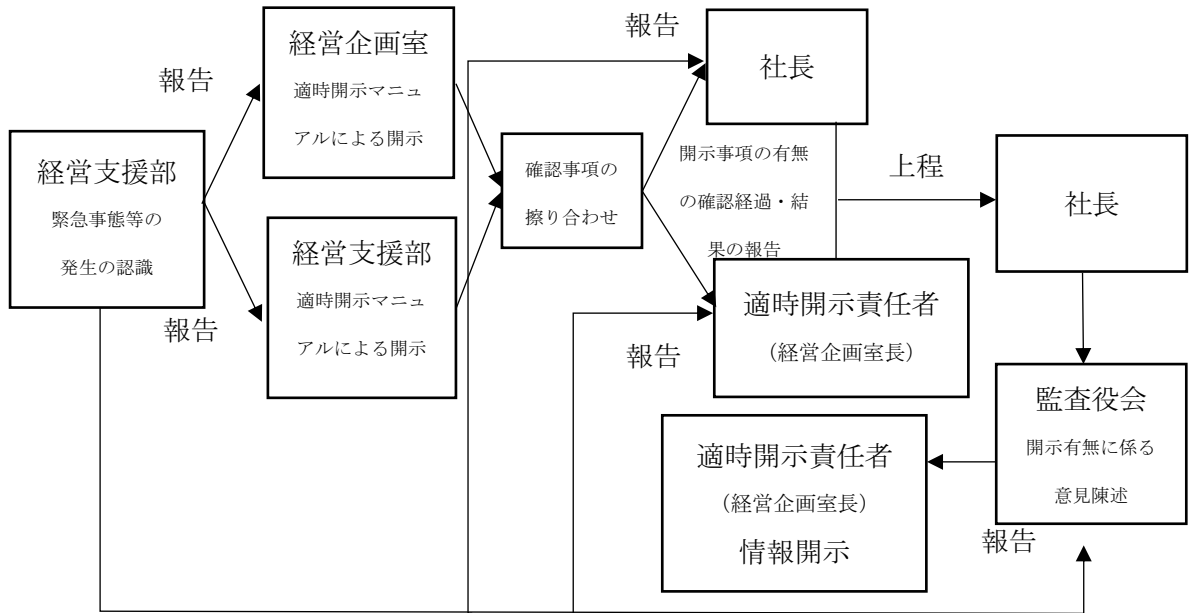 経営支援部
緊急事態等の
発生の認識
報告
報告
経営企画室
適時開示マニュ
アルによる開示
経営支援部
適時開示マニュ
アルによる開示
確認事項の
擦り合わせ
報告
社長
開示事項の有無
の確認経過・結
果の報告
報告
適時開示責任者
（経営企画室長）
上程
社長
監査役会
開示有無に係る
意見陳述
報告
適時開示責任者
（経営企画室長）
情報開示